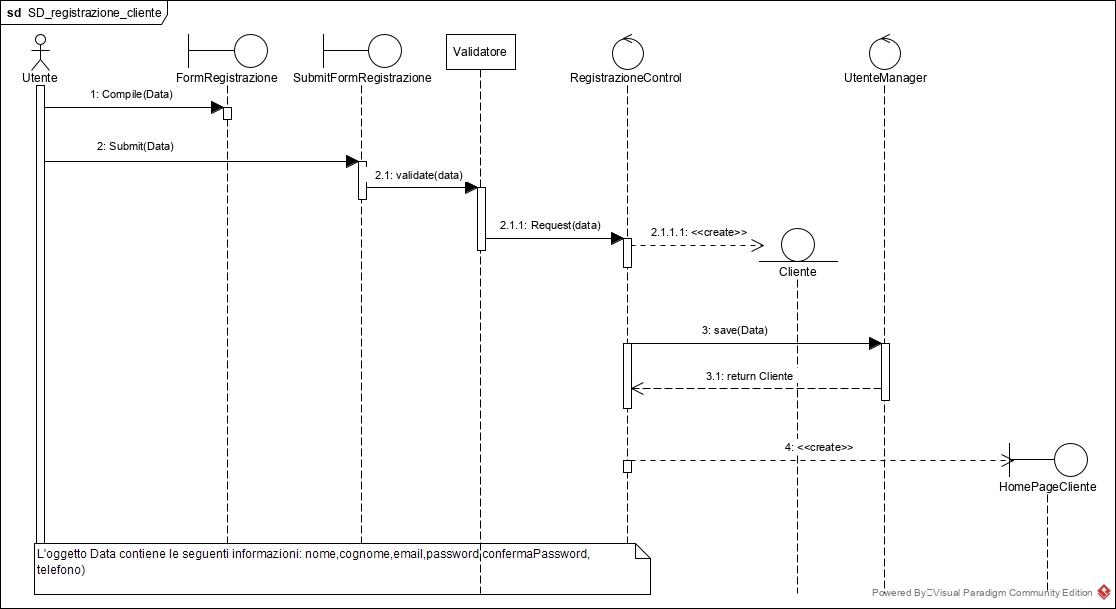 sd SD_registrazione_cliente
Utente
FormRegistrazione
SubmitFormRegistrazione
Validatore
RegistrazioneControl
UtenteManager
1: Compile(Data)
2: Submit(Data)
2.1: validate(data)
2.1.1: Request(data)
2.1.1.1: <<create>>
Cliente
3: save(Data)
3.1: return Cliente
4: <<create>>
HomePageCliente
L'oggetto Data contiene le seguenti informazioni: nome,cognome,email,password,confermaPassword,
telefono)
Powered By Visual Paradigm Community Edition